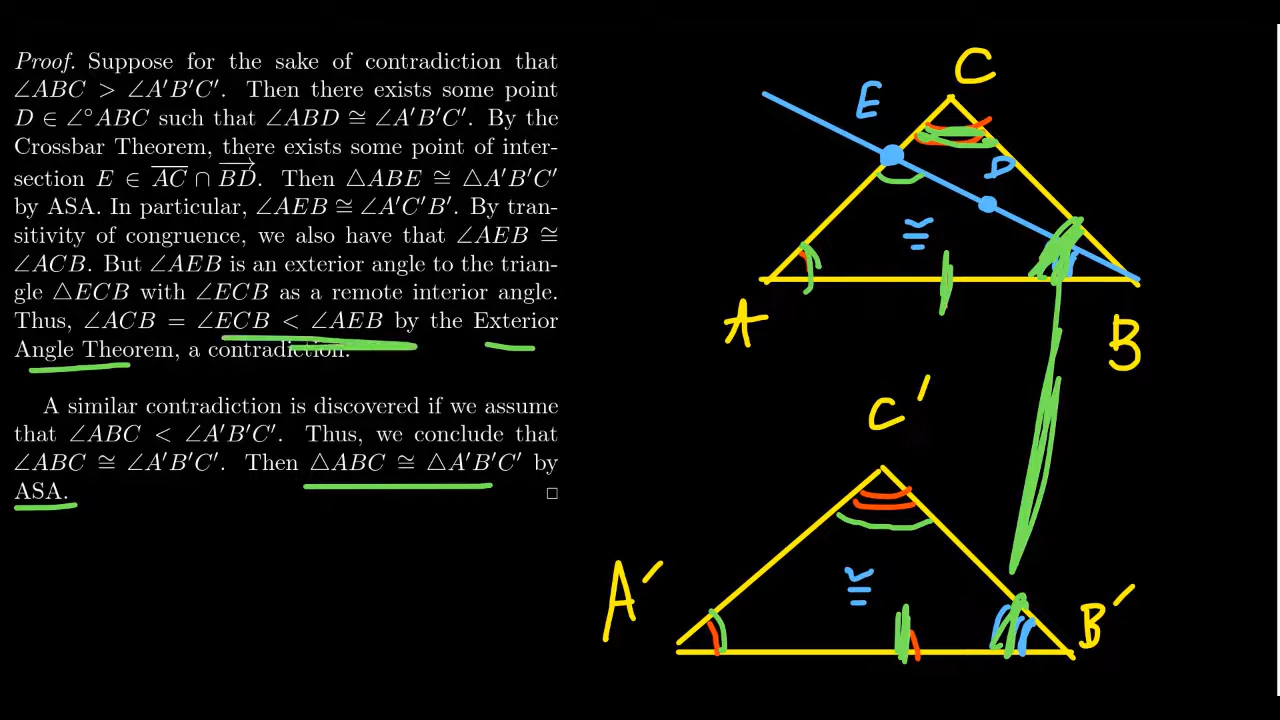 Proof. Suppose for the sake of contradiction that
∠ABC > ∠A′B′C′. Then there exists some point
D ∈ ∠°ABC such that ∠ABD ≅ ∠A′B′C′. By the
Crossbar Theorem, there exists some point of inter-
section E ∈ A͞C ∩ B͞D⃗. Then △ABE ≅ △A′B′C′
by ASA. In particular, ∠AEB ≅ ∠A′C′B′. By tran-
sitivity of congruence, we also have that ∠AEB ≅
∠ACB. But ∠AEB is an exterior angle to the trian-
gle △ECB with ∠ECB as a remote interior angle.
Thus, ∠ACB = ∠ECB < ∠AEB by the Exterior
Angle Theorem, a contradiction.
A similar contradiction is discovered if we assume
that ∠ABC < ∠A′B′C′. Thus, we conclude that
∠ABC ≅ ∠A′B′C′. Then △ABC ≅ △A′B′C′ by
ASA. □
C
E
D
≅
A
B
C′
A′
≅
B′